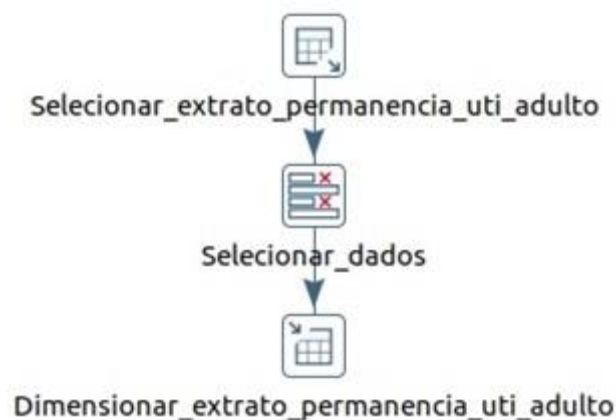 Selecionar_extrato_permanencia_uti_adulto
Selecionar_dados
Dimensionar_extrato_permanencia_uti_adulto